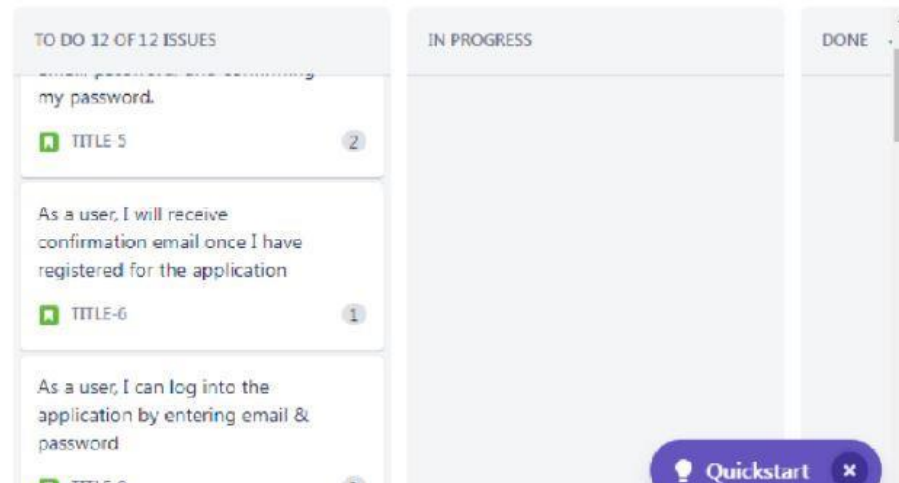 TO DO 12 OF 12 ISSUES
IN PROGRESS
DONE
my password.
TITLE-5
2
As a user, I will receive
confirmation email once I have
registered for the application
TITLE-6
1
As a user, I can log into the
application by entering email &
password
Quickstart